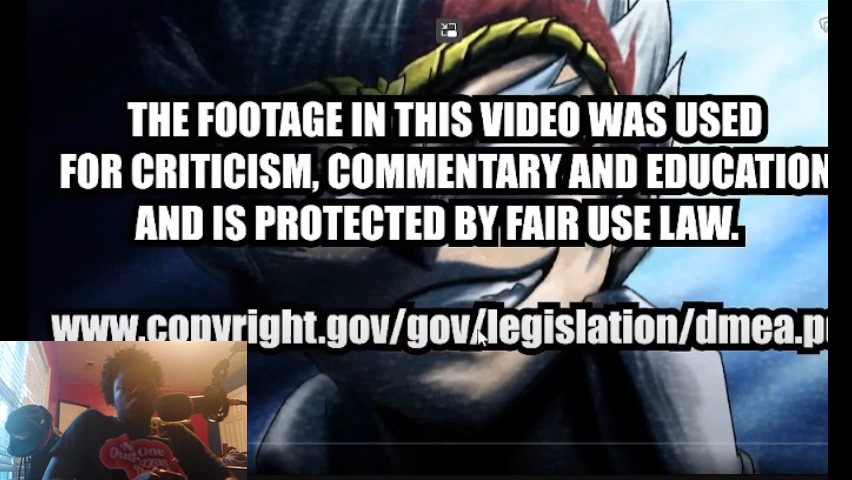 THE FOOTAGE IN THIS VIDEO WAS USED
FOR CRITICISM, COMMENTARY AND EDUCATION
AND IS PROTECTED BY FAIR USE LAW.
www.copyright.gov/gov/legislation/dmea.p